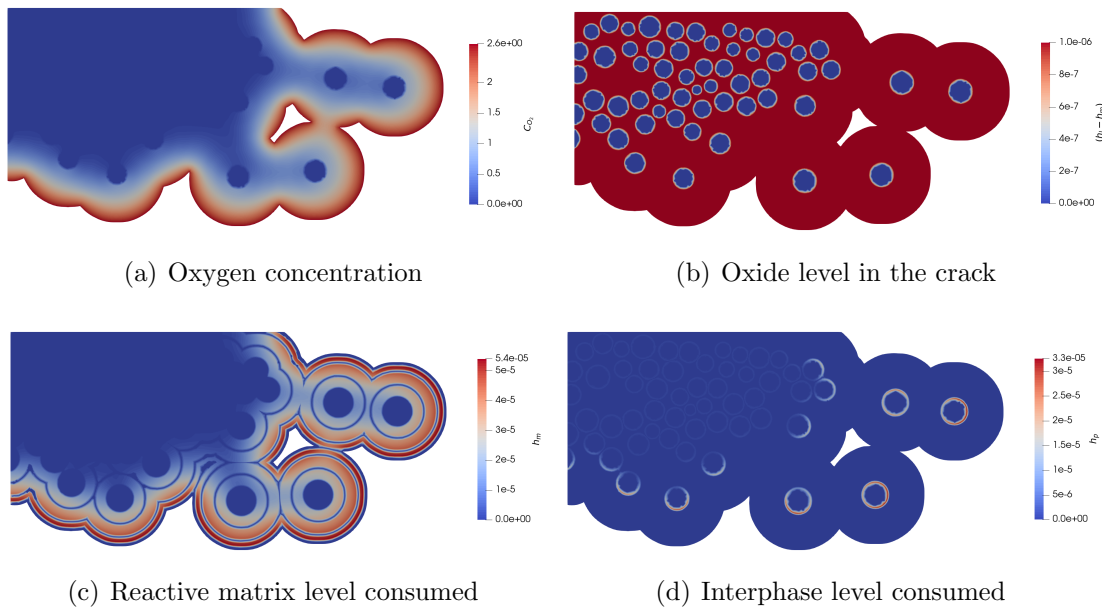 2.6e+00
2
1.5
1
0.5
0.0e+00
c_{O_2}
1.0e-06
8e-7
6e-7
4e-7
2e-7
0.0e+00
(a) Oxygen concentration
(b) Oxide level in the crack
5.4e-05
5e-5
4e-5
3e-5
2e-5
1e-5
0.0e+00
h_m
3.3e-05
3e-5
2.5e-5
2e-5
1.5e-5
1e-5
5e-6
0.0e+00
h_p
(c) Reactive matrix level consumed
(d) Interphase level consumed